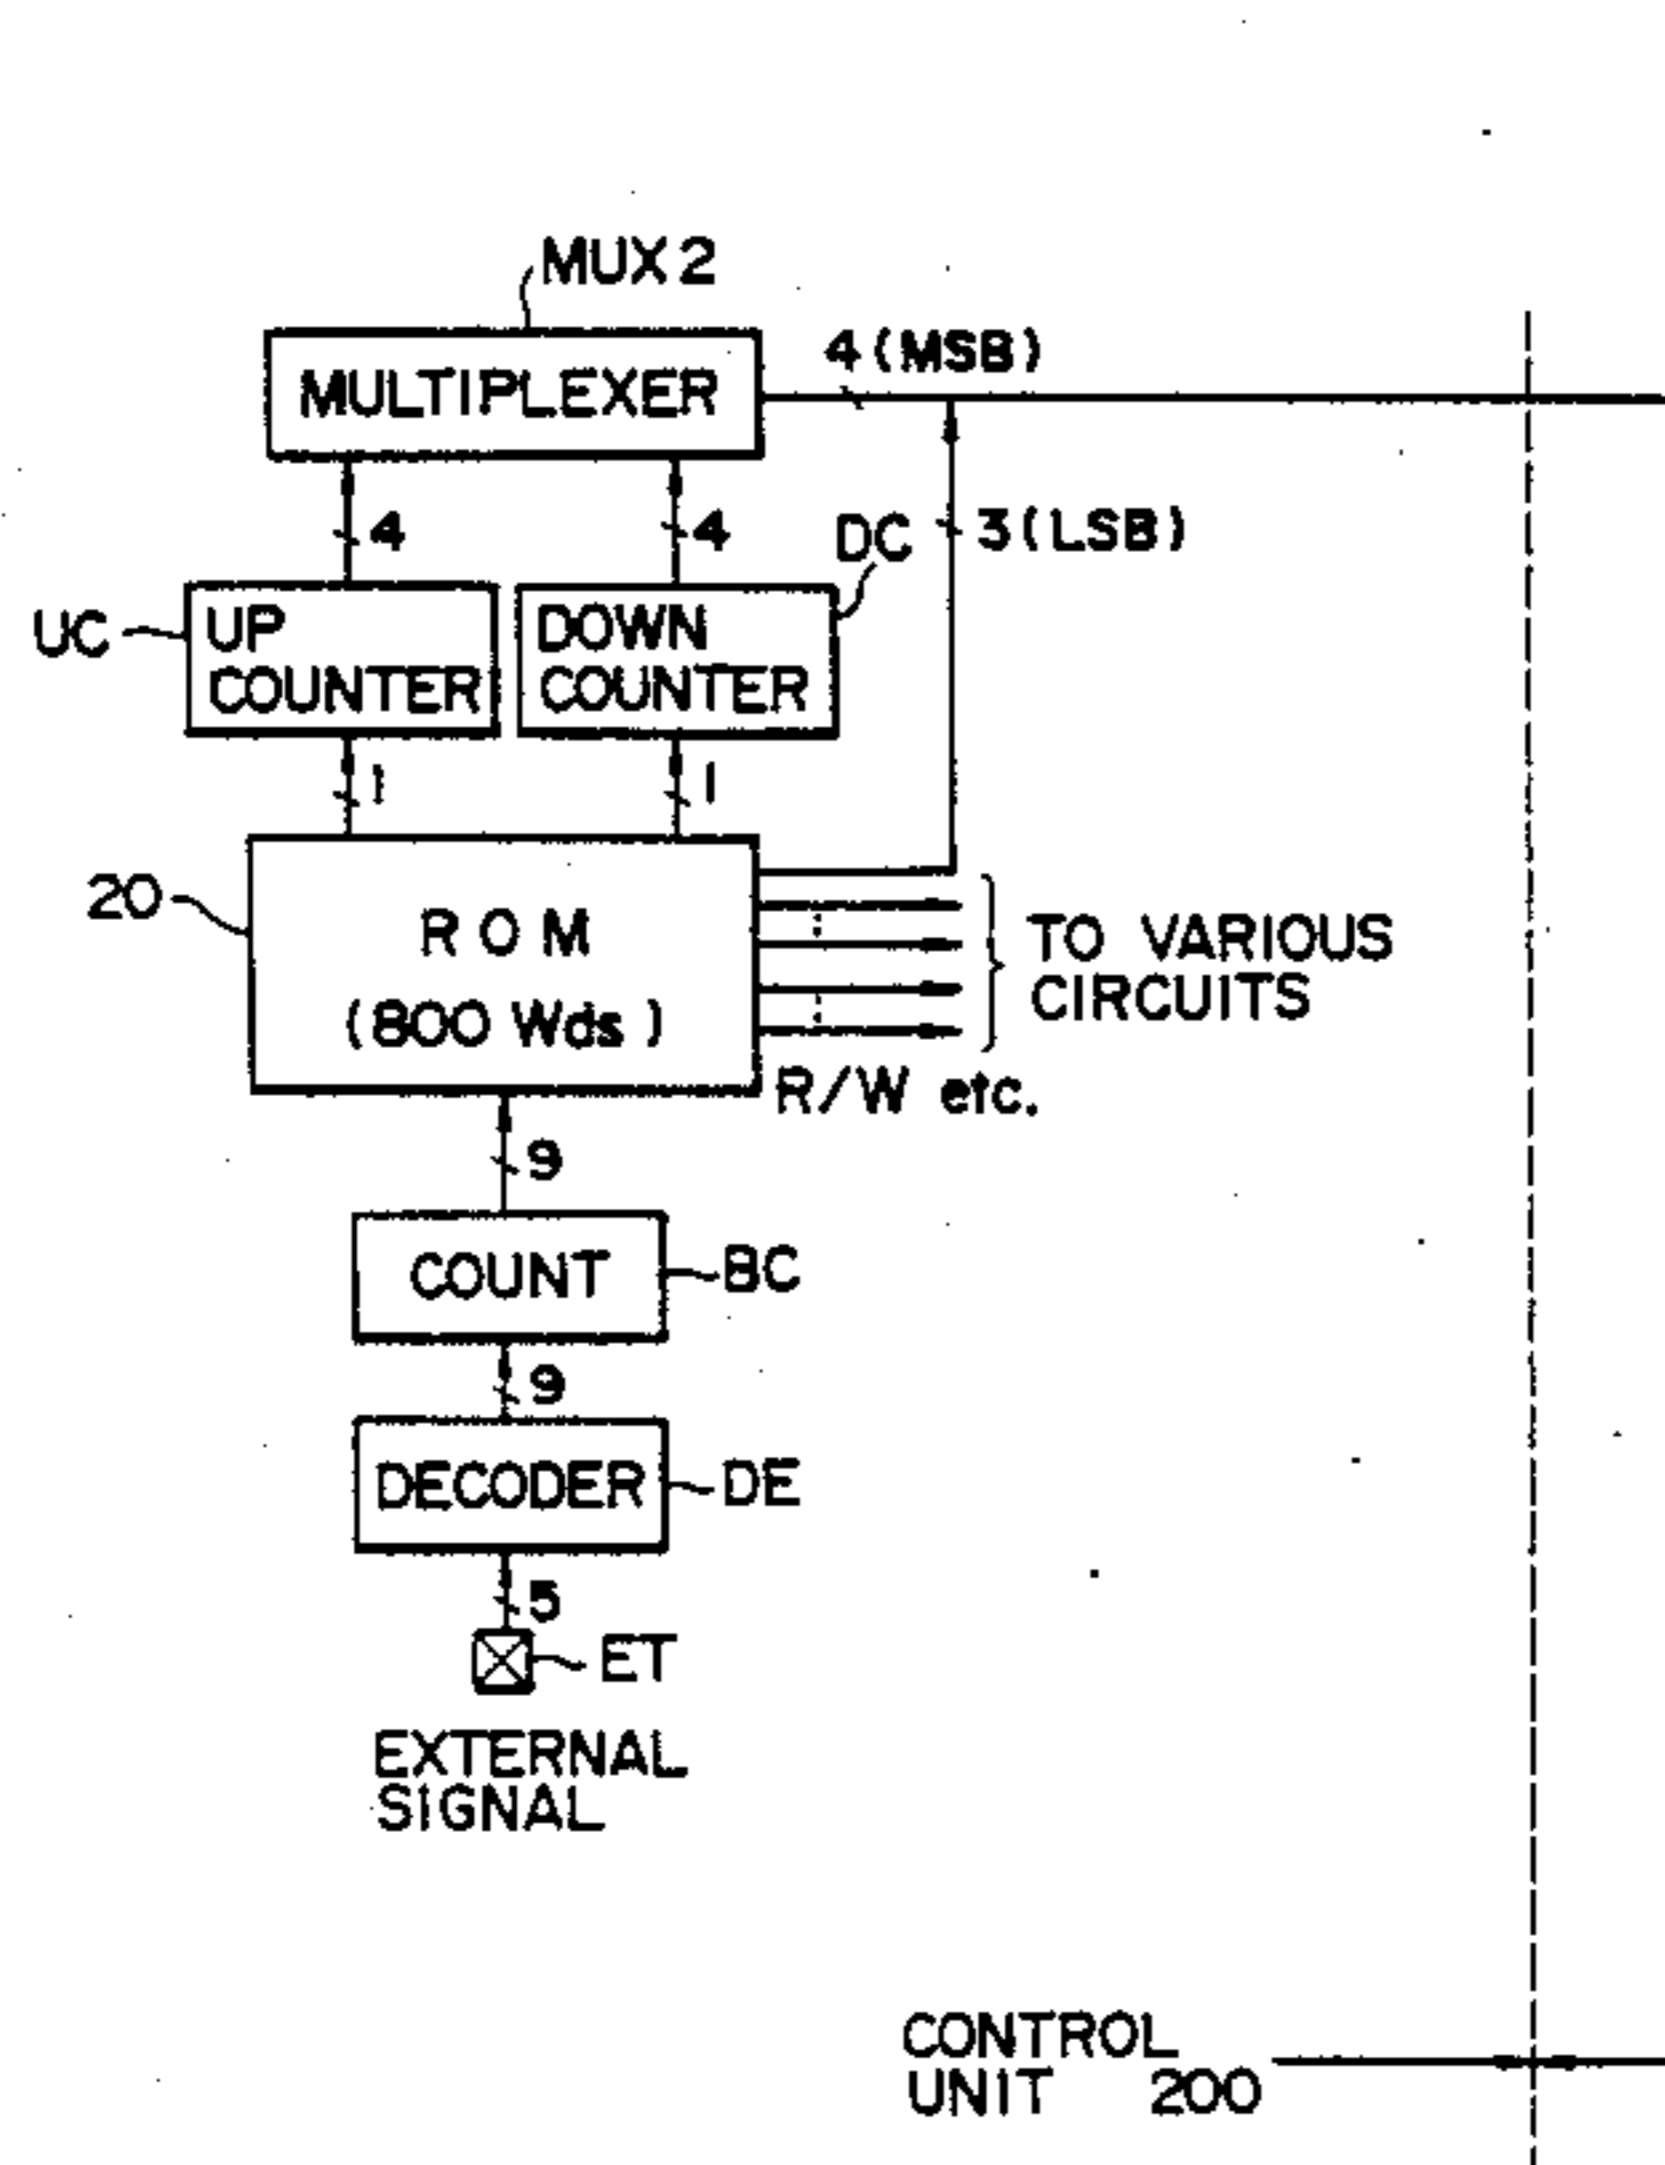 MUX2
4(MSB)
MULTIPLEXER
4
4
DC
3(LSB)
UC
UP
COUNTER
DOWN
COUNTER
1
1
20
ROM
(800 Wds)
TO VARIOUS
CIRCUITS
R/W etc.
9
COUNT
8C
9
DECODER
DE
5
ET
EXTERNAL
SIGNAL
CONTROL
UNIT 200